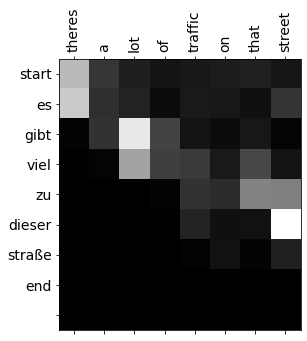 theres a lot of traffic on that street
start
es
gibt
viel
zu
dieser
straße
end